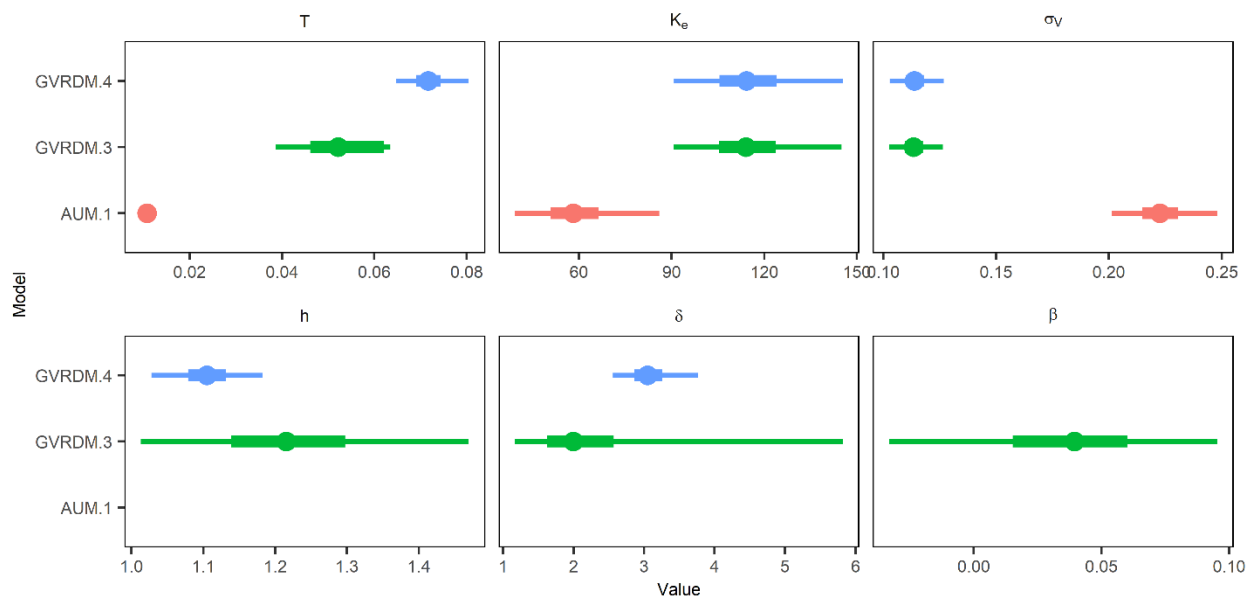 T K_e σ_V
GVRDM.4
GVRDM.3
AUM.1
0.02 0.04 0.06 0.08 60 90 120 150 0.10 0.15 0.20 0.25
Model
h δ β
GVRDM.4
GVRDM.3
AUM.1
1.0 1.1 1.2 1.3 1.4 1 2 3 4 5 6 0.00 0.05 0.10
Value